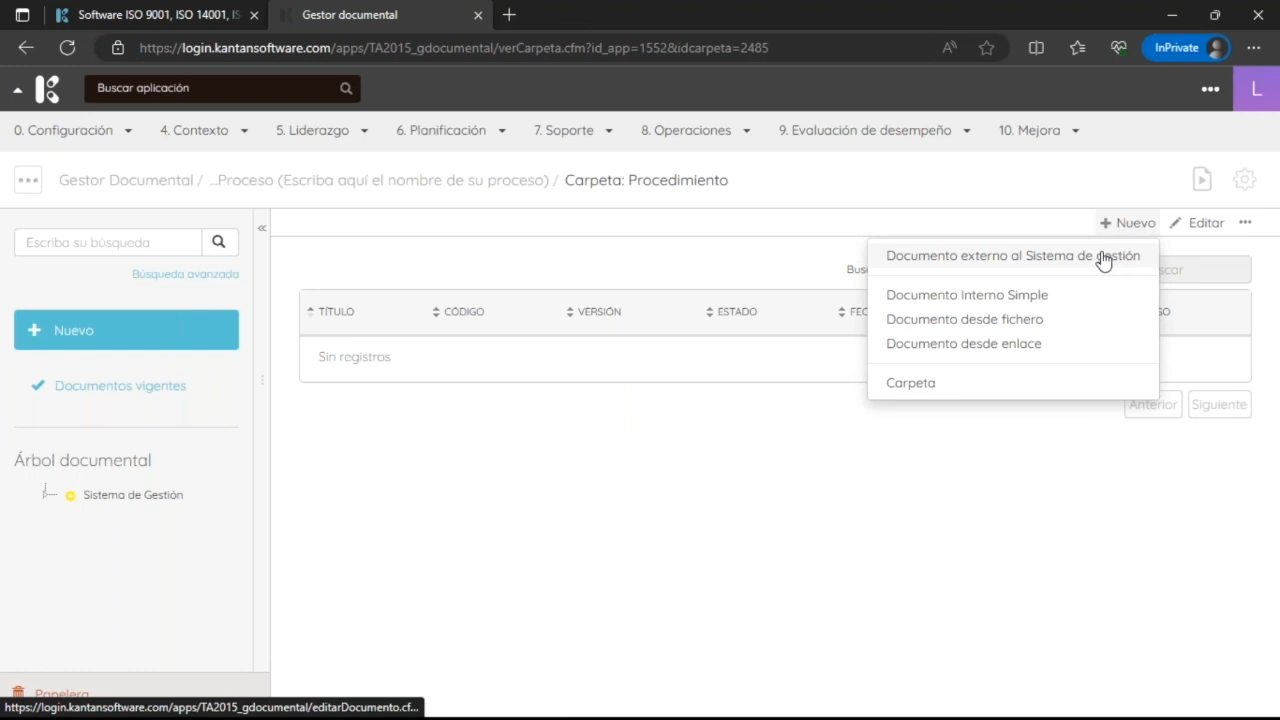 Software ISO 9001, ISO 14001, IS
Gestor documental
https://login.kantansoftware.com/apps/TA2015_gdocumental/verCarpeta.cfm?id_app=1552&idcarpeta=2485
InPrivate
Buscar aplicación
L
0. Configuración
4. Contexto
5. Liderazgo
6. Planificación
7. Soporte
8. Operaciones
9. Evaluación de desempeño
10. Mejora
Gestor Documental / ...Proceso (Escriba aquí el nombre de su proceso) / Carpeta: Procedimiento
Nuevo
Editar
Escriba su búsqueda
Búsqueda avanzada
Nuevo
Documentos vigentes
Árbol documental
Sistema de Gestión
Papelera
Documento externo al Sistema de Gestión
Documento Interno Simple
Documento desde fichero
Documento desde enlace
Carpeta
Bus
scar
TÍTULO
CÓDIGO
VERSIÓN
ESTADO
FEC
SO
Sin registros
Anterior
Siguiente
https://login.kantansoftware.com/apps/TA2015_gdocumental/editarDocumento.cf...